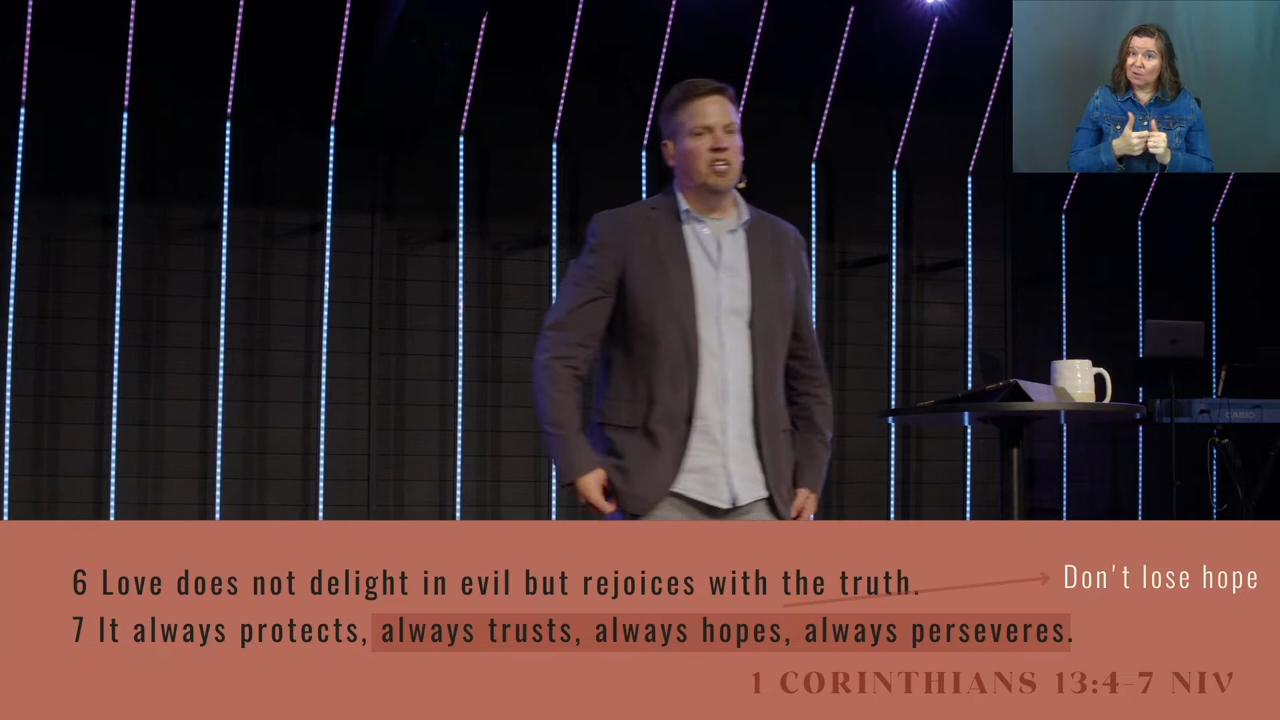 CASIO
6 Love does not delight in evil but rejoices with the truth.
Don't lose hope
7 It always protects, always trusts, always hopes, always perseveres.
1 CORINTHIANS 13:4-7 NIV